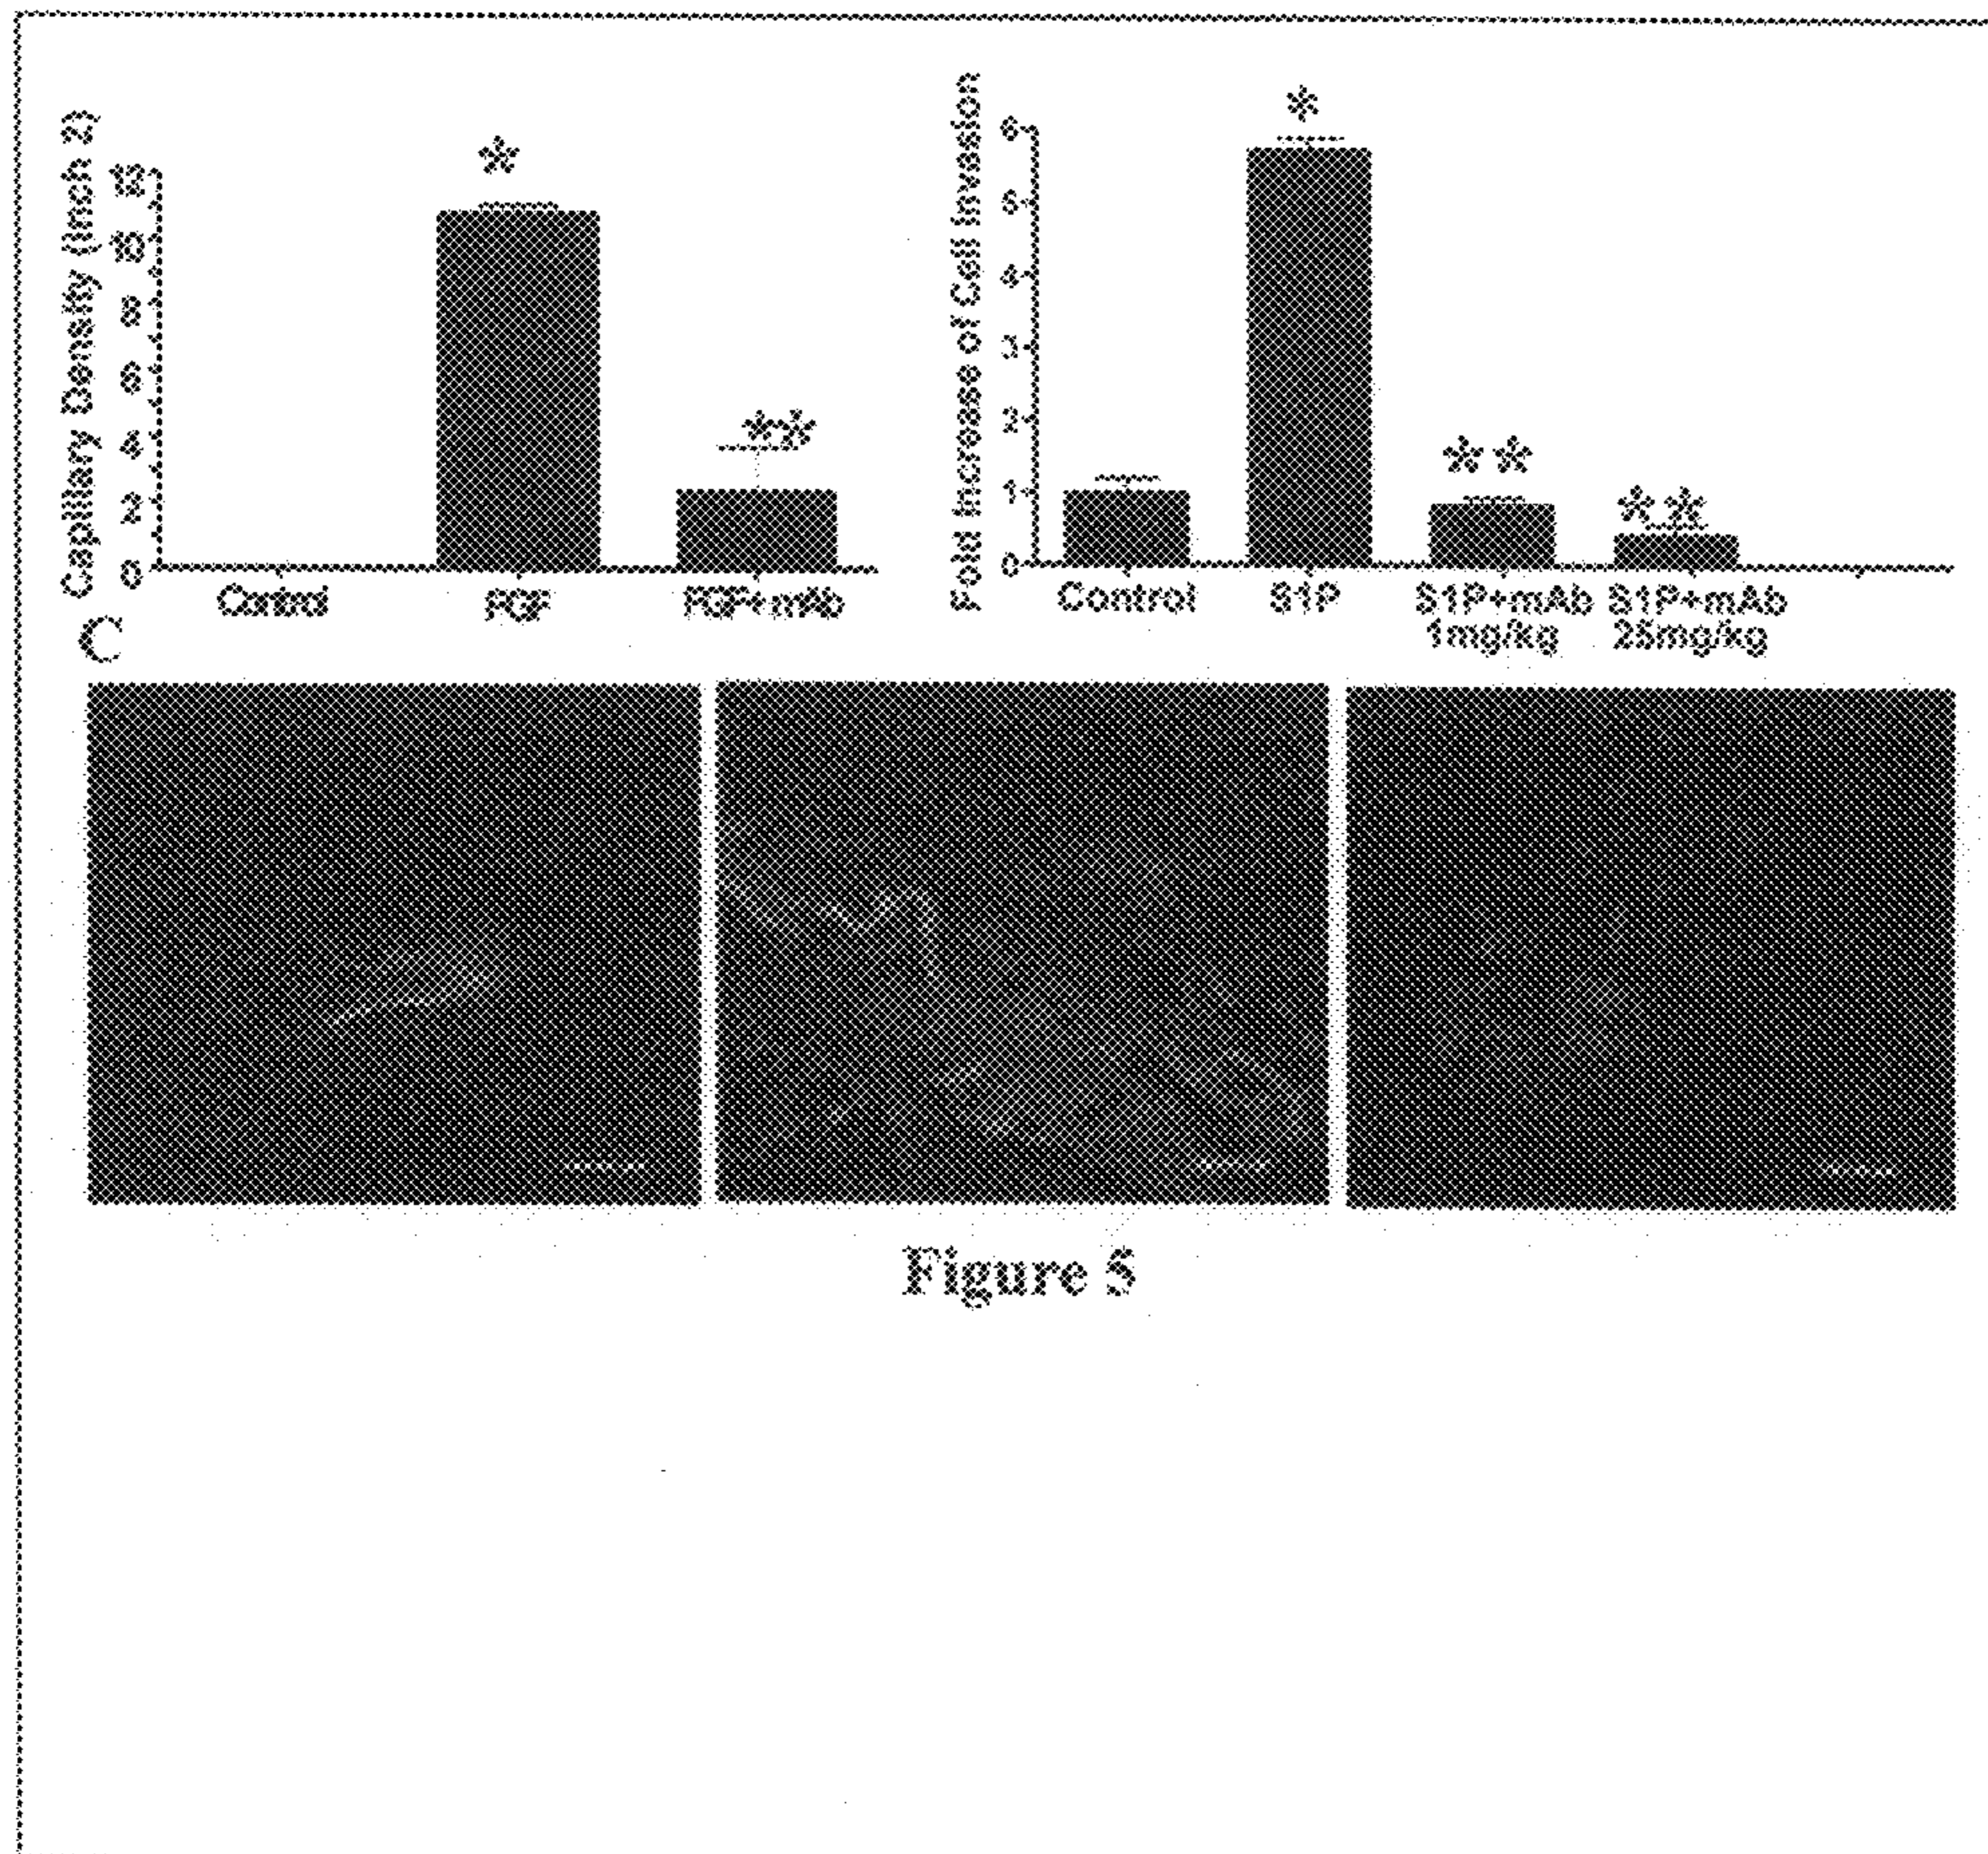 Capillary Density (Inch 2)
12
10
8
6
4
2
0
*
**
Control
FGF
FGF+mAb
Fold Increase of Cell Invasion
6
5
4
3
2
1
0
*
**
**
Control
S1P
S1P+mAb
1mg/kg
S1P+mAb
25mg/kg
C
Figure 5